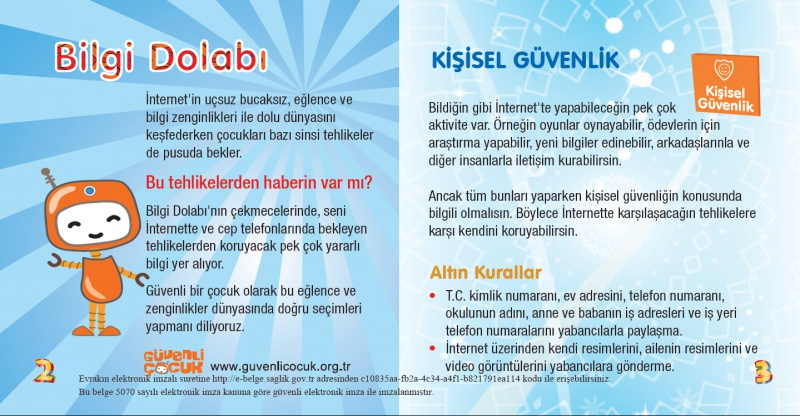 Bilgi Dolabı
İnternet'in uçsuz bucaksız, eğlence ve
bilgi zenginlikleri ile dolu dünyasını
keşfederken çocukları bazı sinsi tehlikeler
de pusuda bekler.
Bu tehlikelerden haberin var mı?
Bilgi Dolabı'nın çekmecelerinde, seni
İnternette ve cep telefonlarında bekleyen
tehlikelerden koruyacak pek çok yararlı
bilgi yer alıyor.
Güvenli bir çocuk olarak bu eğlence ve
zenginlikler dünyasında doğru seçimleri
yapmanı diliyoruz.
GÜVENLİ
ÇOCUK
www.guvenlicocuk.org.tr
2
KİŞİSEL GÜVENLİK
Kişisel
Güvenlik
Bildiğin gibi İnternet'te yapabileceğin pek çok
aktivite var. Örneğin oyunlar oynayabilir, ödevlerin için
araştırma yapabilir, yeni bilgiler edinebilir, arkadaşlarınla ve
diğer insanlarla iletişim kurabilirsin.
Ancak tüm bunları yaparken kişisel güvenliğin konusunda
bilgili olmalısın. Böylece İnternette karşılaşacağın tehlikelere
karşı kendini koruyabilirsin.
Altın Kurallar
• T.C. kimlik numaranı, ev adresini, telefon numaranı,
okulunun adını, anne ve babanın iş adresleri ve iş yeri
telefon numaralarını yabancılarla paylaşma.
• İnternet üzerinden kendi resimlerini, ailenin resimlerini ve
video görüntülerini yabancılara gönderme.
3
Evrakın elektronik imzalı suretine http://e-belge.saglik.gov.tr adresinden c10835aa-fb2a-4c34-a4f1-b821791ea114 kodu ile erişebilirsiniz.
Bu belge 5070 sayılı elektronik imza kanuna göre güvenli elektronik imza ile imzalanmıştır.